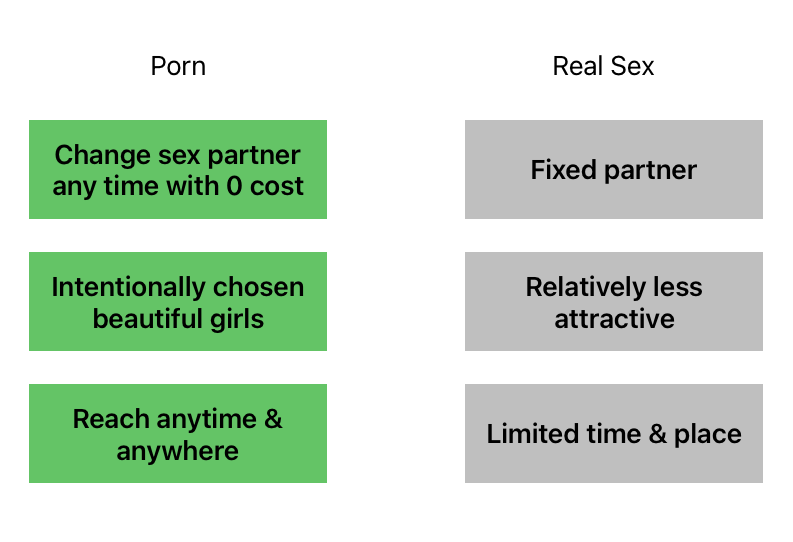 Porn
Real Sex
Change sex partner
any time with 0 cost
Fixed partner
Intentionally chosen
beautiful girls
Relatively less
attractive
Reach anytime &
anywhere
Limited time & place